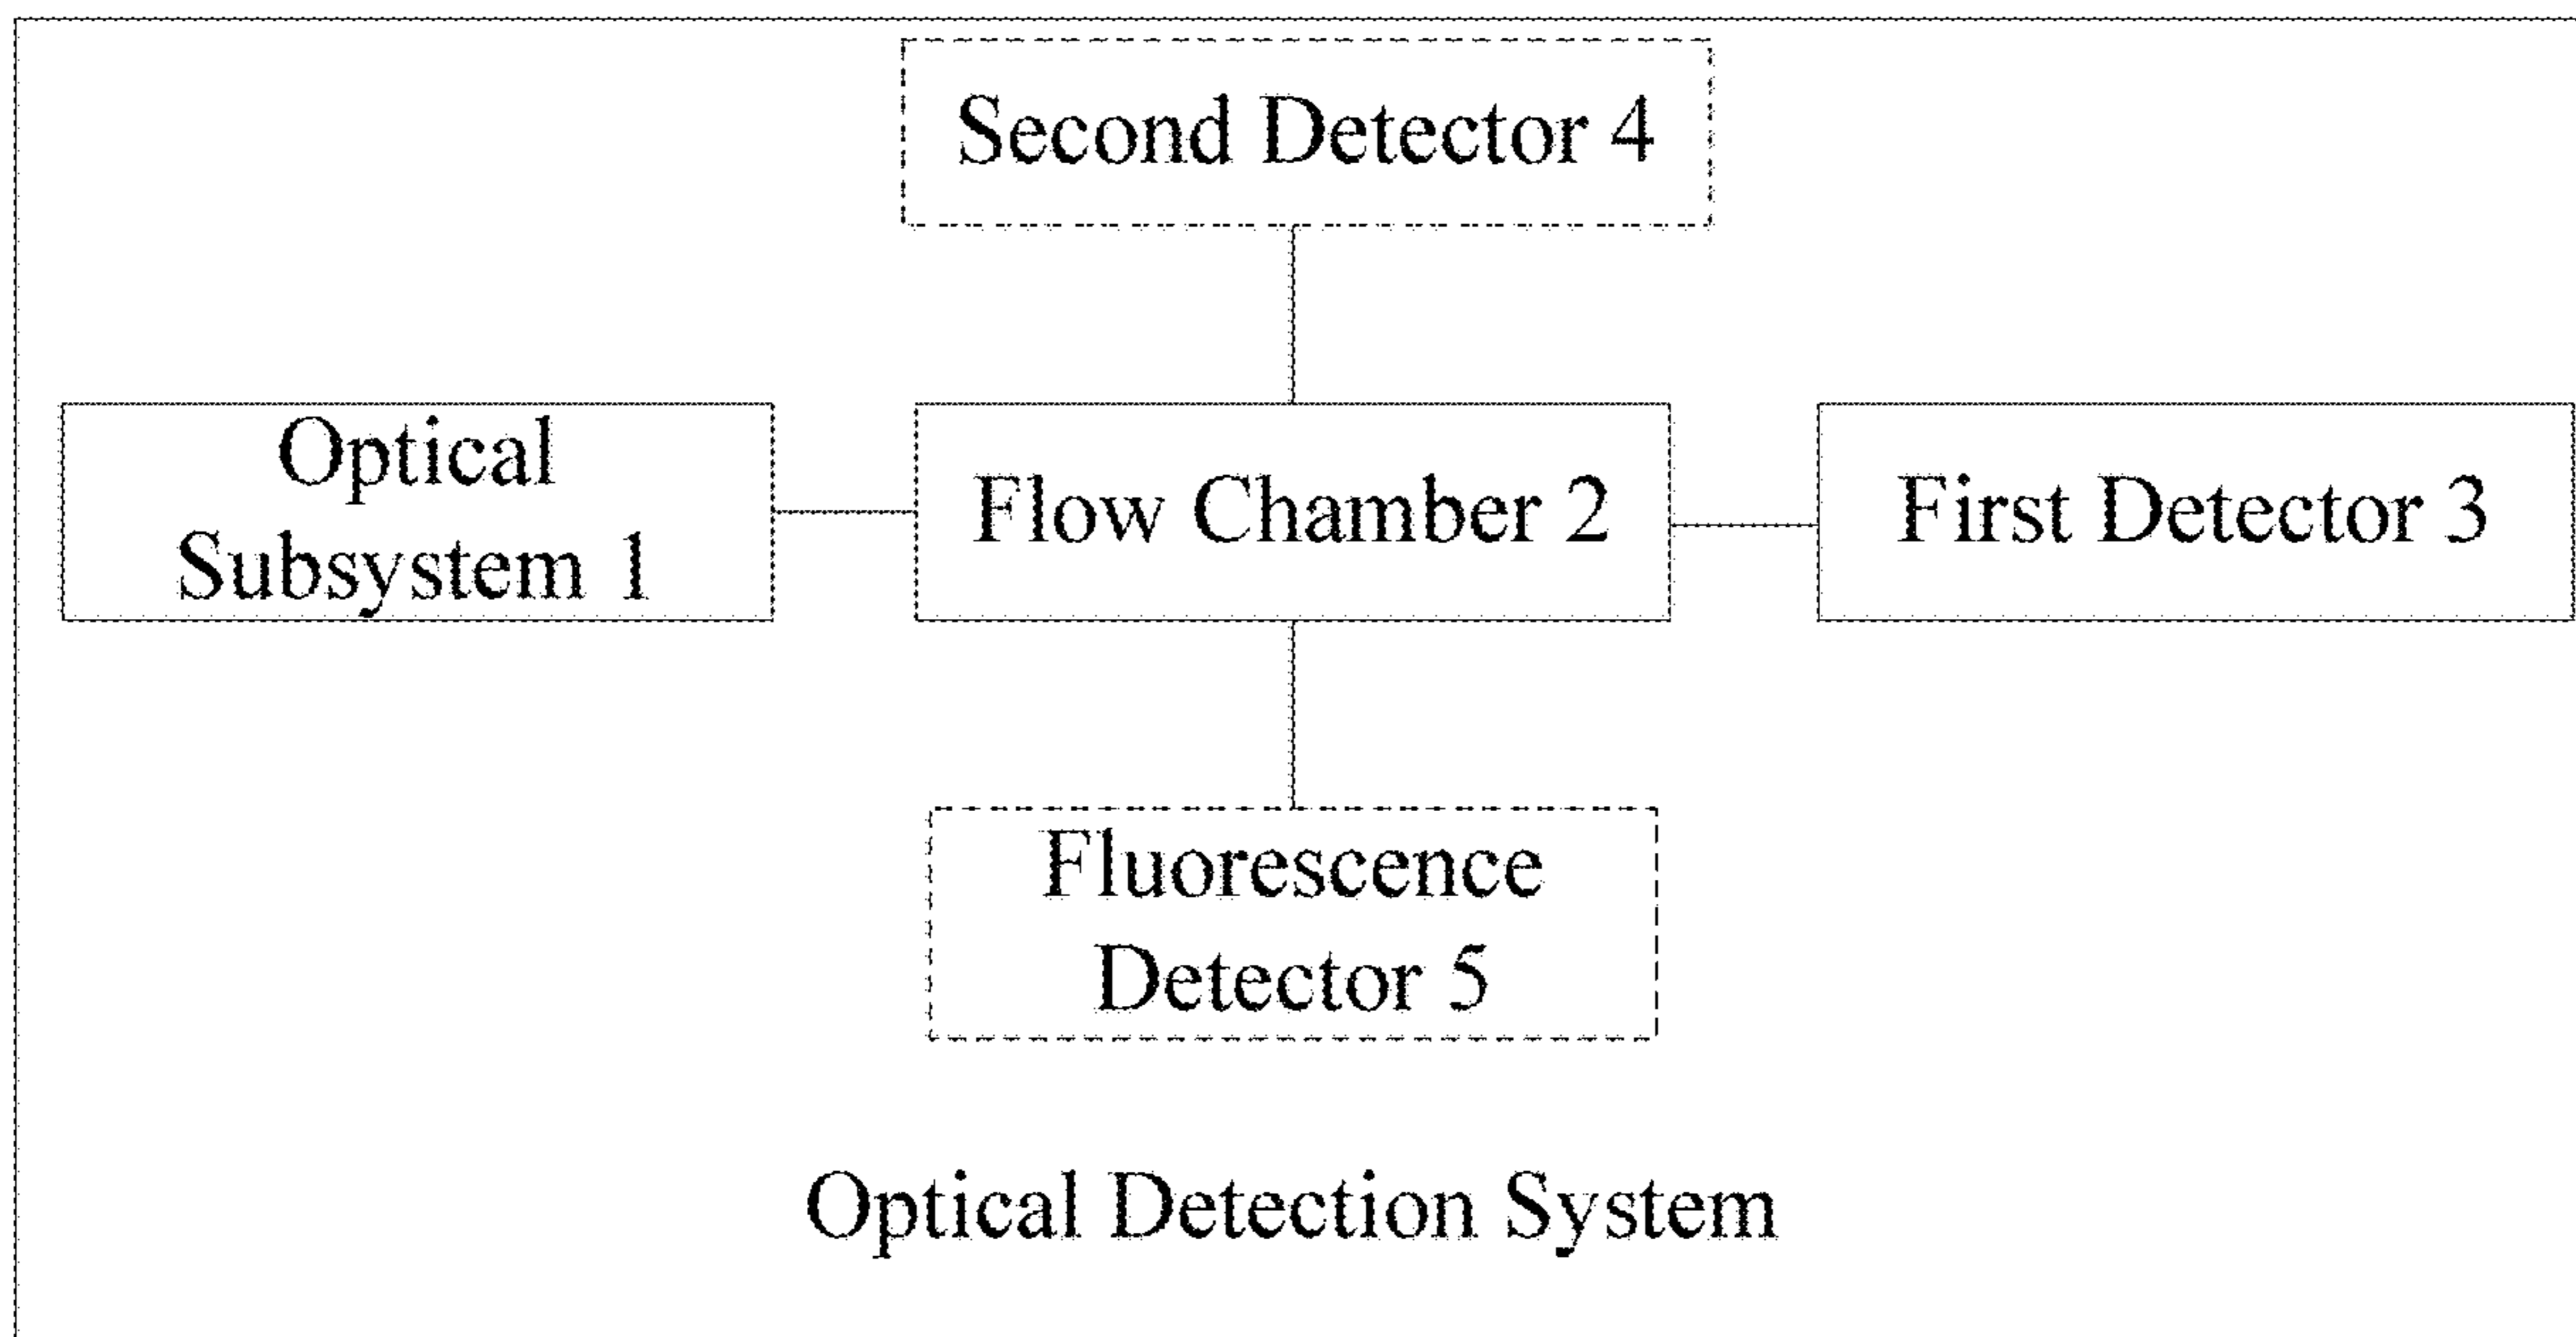 Second Detector 4
Optical
Subsystem 1
Flow Chamber 2
First Detector 3
Fluorescence
Detector 5
Optical Detection System